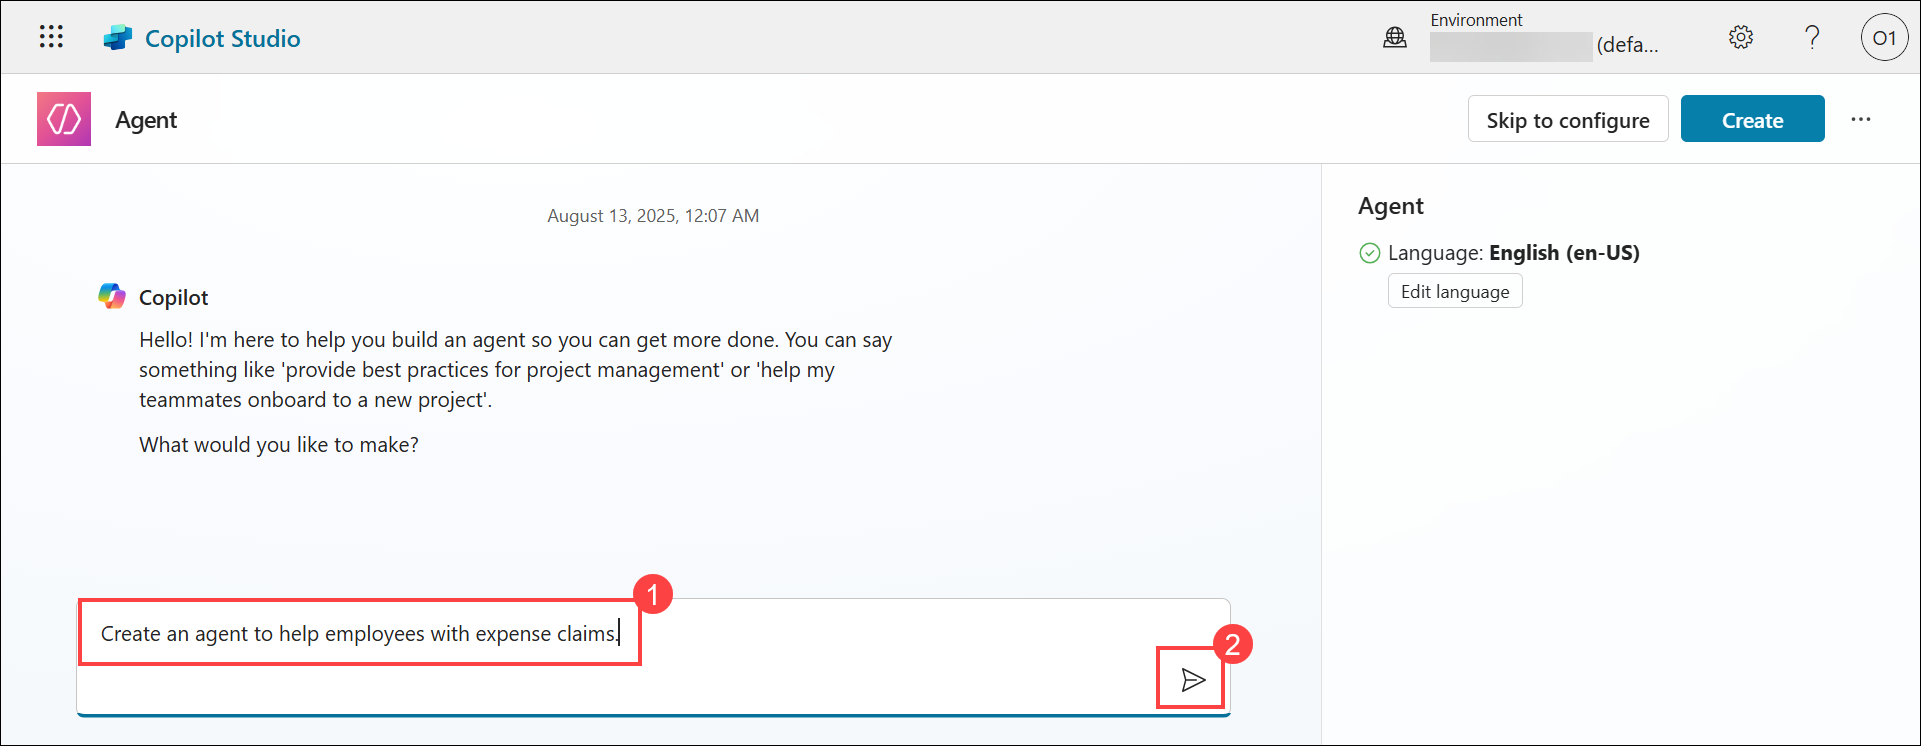 Copilot Studio
Environment
(defa...
?
O1
Agent
Skip to configure
Create
...
August 13, 2025, 12:07 AM
Copilot
Hello! I'm here to help you build an agent so you can get more done. You can say
something like 'provide best practices for project management' or 'help my
teammates onboard to a new project'.
What would you like to make?
1
Create an agent to help employees with expense claims.
2
Agent
Language: English (en-US)
Edit language